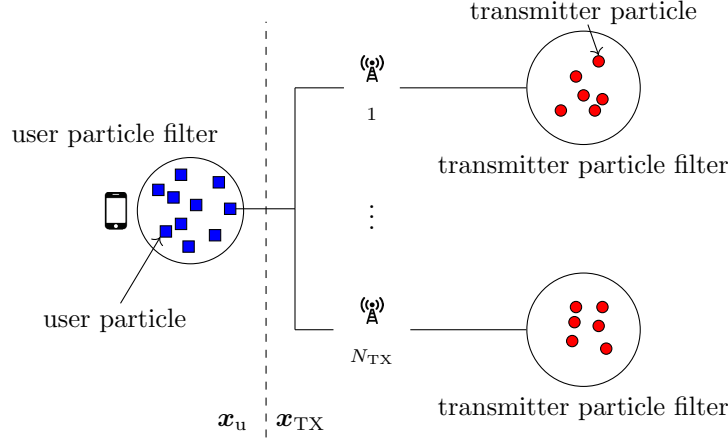 transmitter particle
1
user particle filter
transmitter particle filter
⋮
user particle
N_TX
transmitter particle filter
x_u x_TX